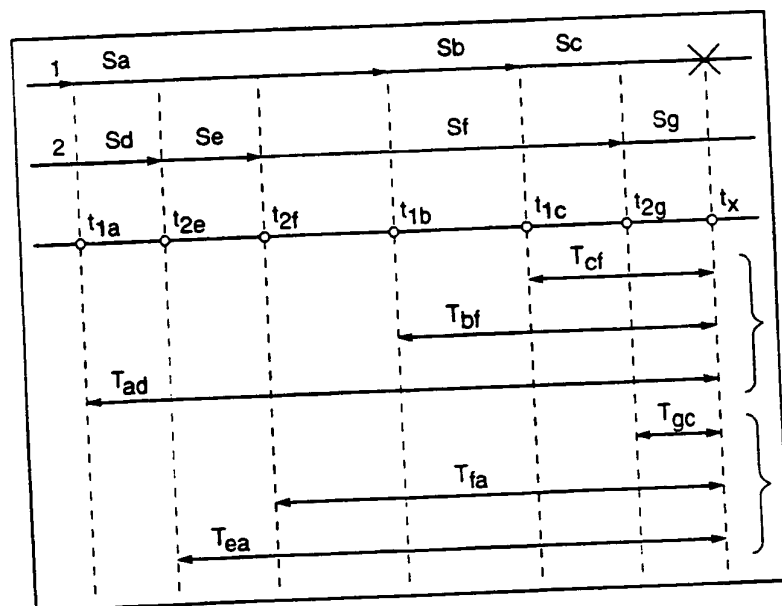 1 Sa Sb Sc
2 Sd Se Sf Sg
t1a t2e t2f t1b t1c t2g tx
Tcf
Tbf
Tad
Tgc
Tfa
Tea